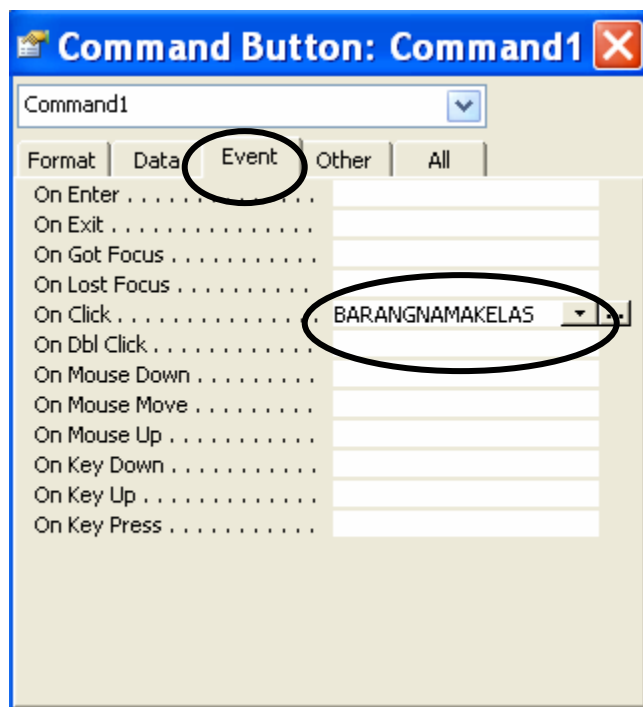 Command Button: Command1
Command1
Format Data Event Other All
On Enter . . . . . . . . . . . . . .
On Exit . . . . . . . . . . . . . . .
On Got Focus . . . . . . . . . . .
On Lost Focus . . . . . . . . . .
On Click . . . . . . . . . . . . . . . BARANGNAMAKELAS ...
On Dbl Click . . . . . . . . . . . .
On Mouse Down . . . . . . . . .
On Mouse Move . . . . . . . . .
On Mouse Up . . . . . . . . . . .
On Key Down . . . . . . . . . . .
On Key Up . . . . . . . . . . . . .
On Key Press . . . . . . . . . . .